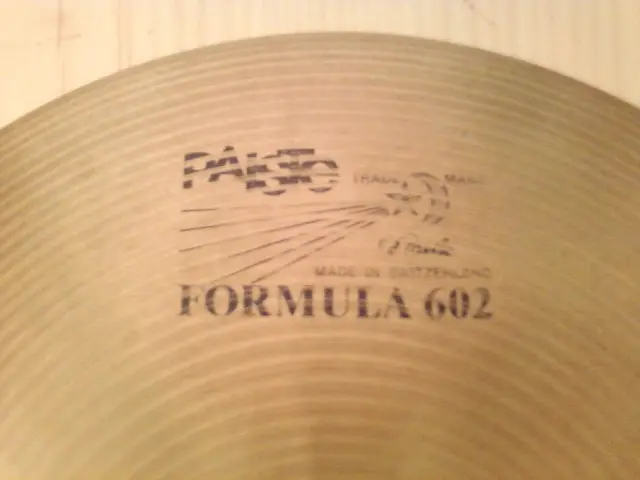 PAISTE
TRADE MARK
MADE IN SWITZERLAND
FORMULA 602